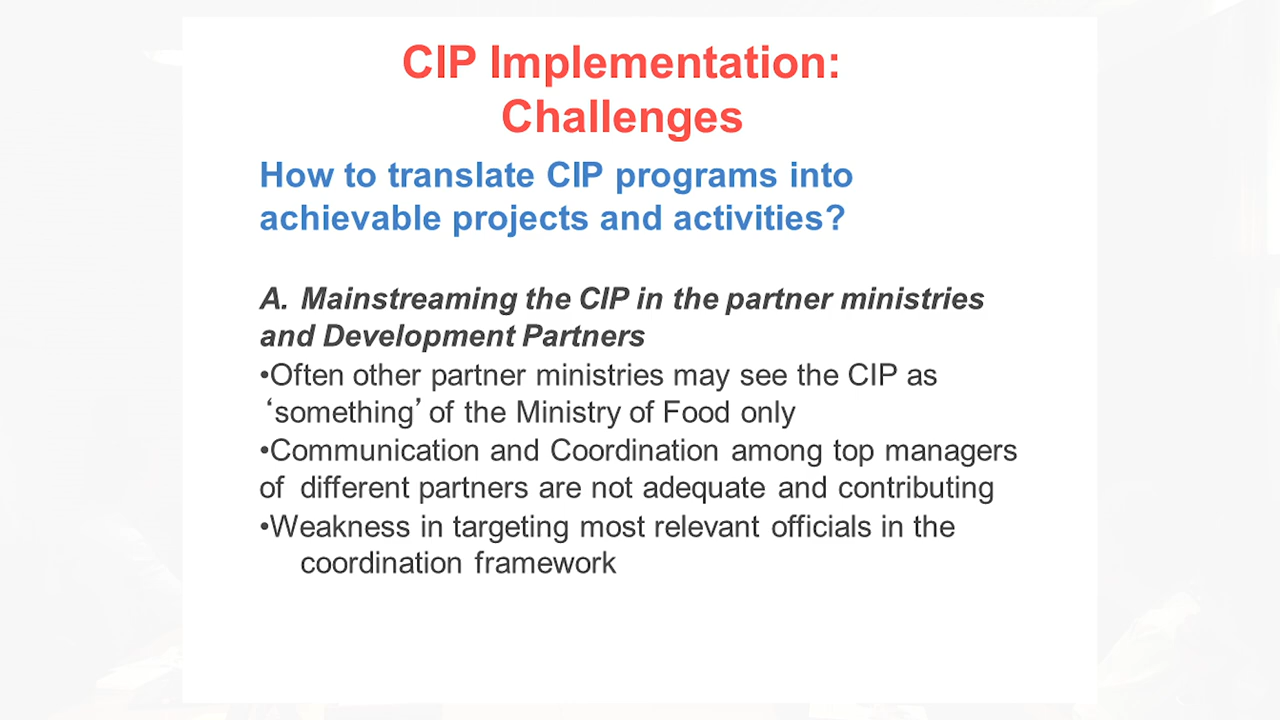 CIP Implementation:
Challenges
How to translate CIP programs into
achievable projects and activities?
A. Mainstreaming the CIP in the partner ministries
and Development Partners
•Often other partner ministries may see the CIP as
‘something’ of the Ministry of Food only
•Communication and Coordination among top managers
of different partners are not adequate and contributing
•Weakness in targeting most relevant officials in the
coordination framework